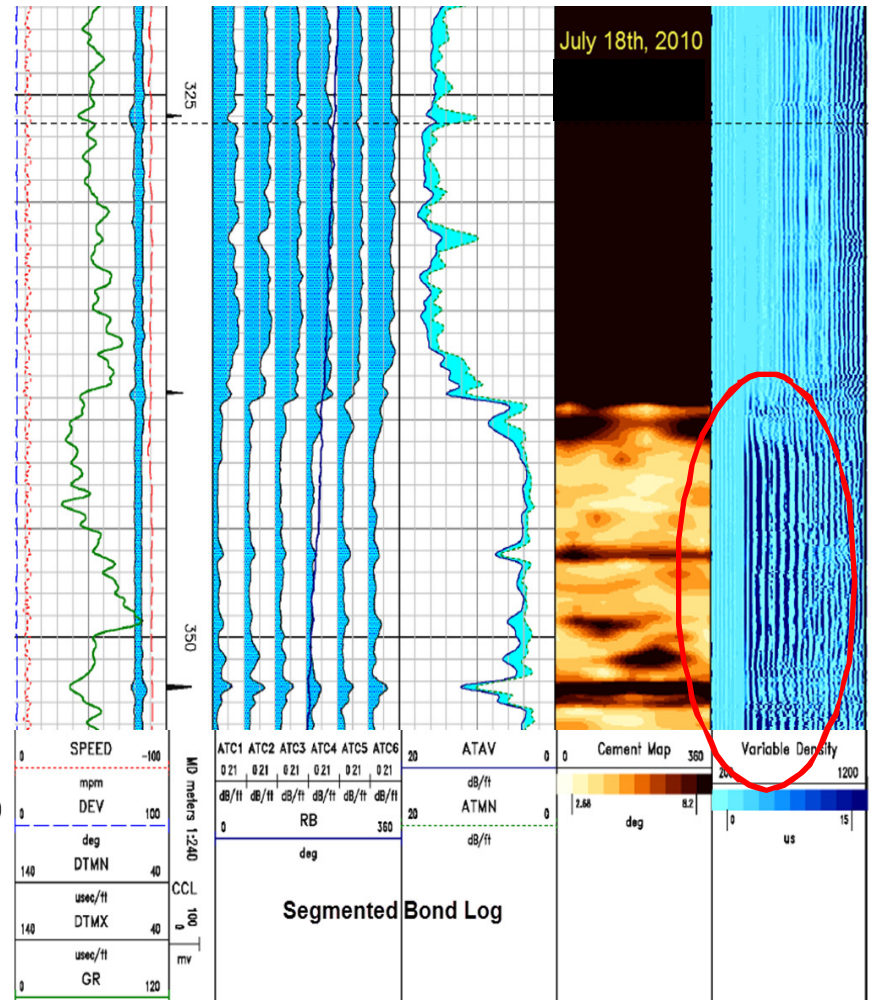 July 18th, 2010
325
350
SPEED
0 -100
mpm
DEV
0 100
deg
DTMN
140 40
usec/ft
DTMX
140 40
usec/ft
GR
0 120
MD meters 1:240
CCL
0 100
mv
ATC1 ATC2 ATC3 ATC4 ATC5 ATC6
0 21 0 21 0 21 0 21 0 21 0 21
dB/ft dB/ft dB/ft dB/ft dB/ft dB/ft
RB
0 360
deg
Segmented Bond Log
ATAV
20 0
dB/ft
ATMN
20 0
dB/ft
Cement Map
0 360
2.68 8.2
deg
Variable Density
200 1200
0 15
us